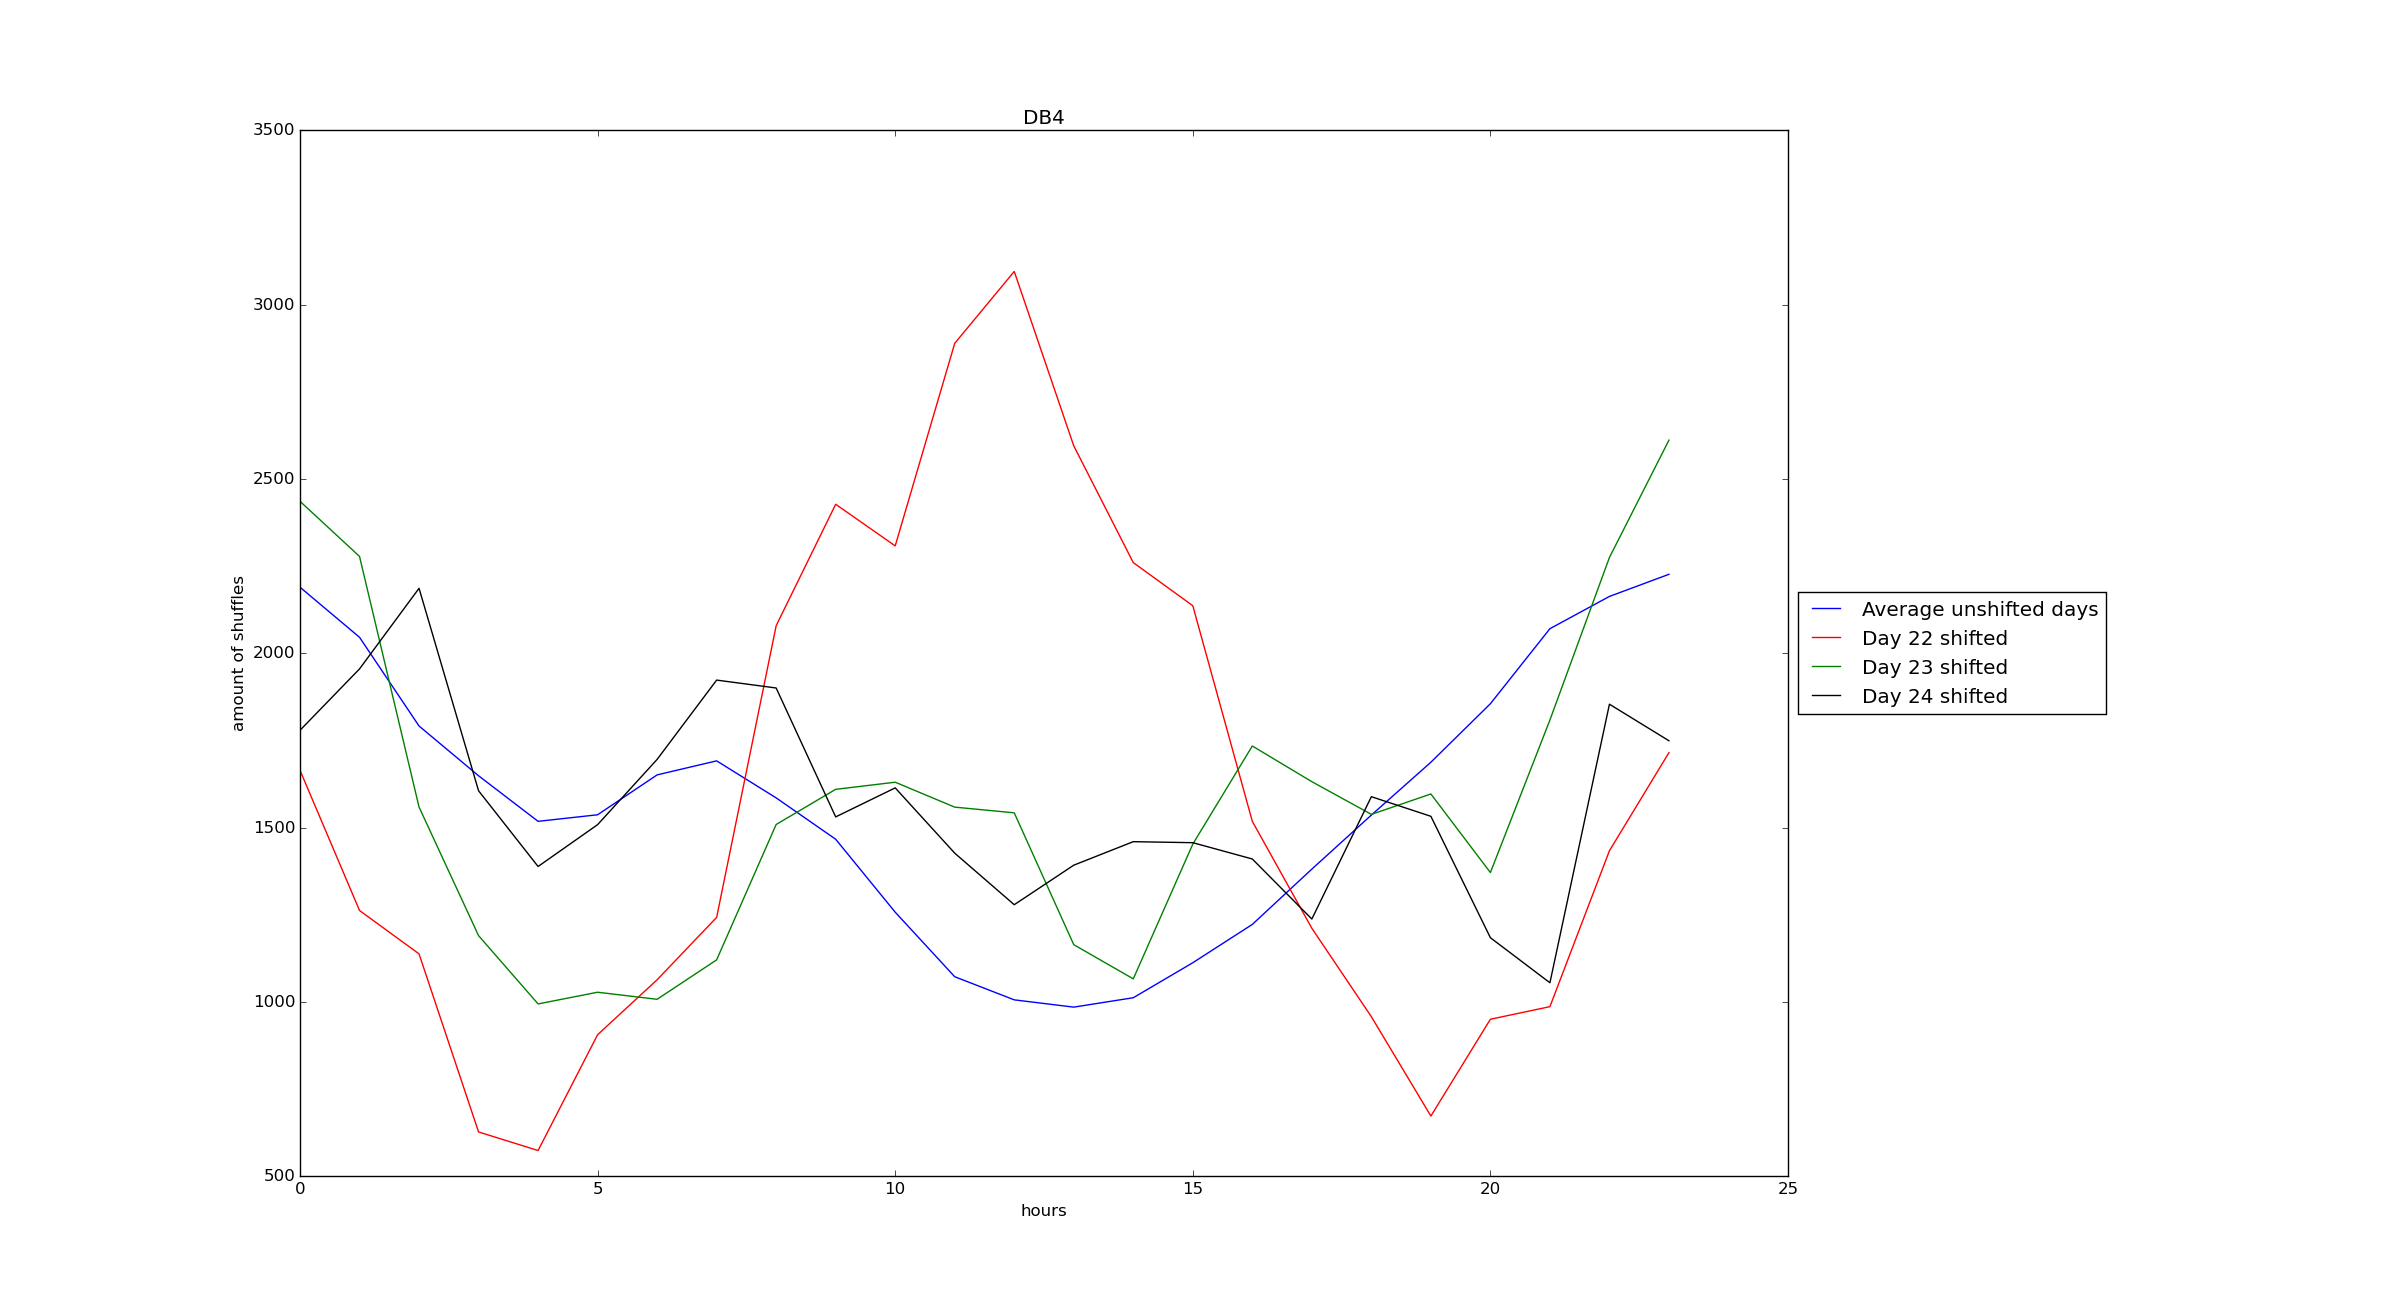 DB4
3500
3000
2500
2000
1500
1000
500
amount of shuffles
0 5 10 15 20 25
hours
Average unshifted days
Day 22 shifted
Day 23 shifted
Day 24 shifted